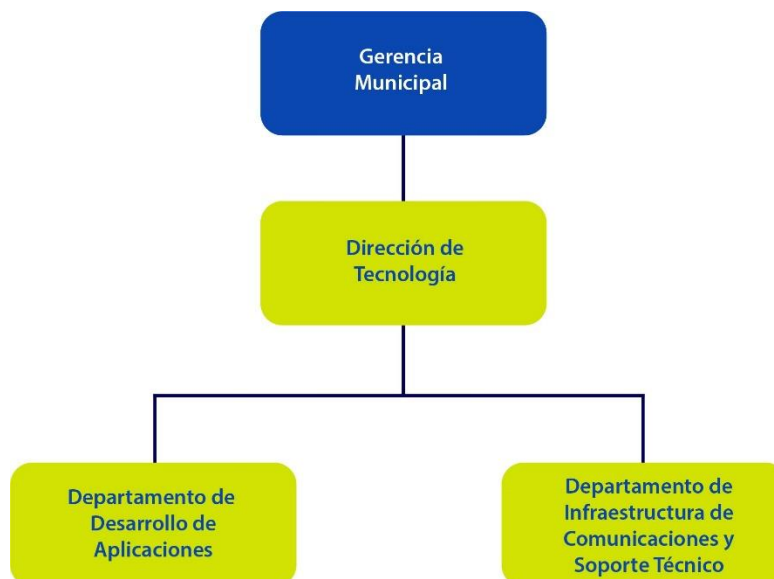 Gerencia
Municipal
Dirección de
Tecnología
Departamento de
Desarrollo de
Aplicaciones
Departamento de
Infraestructura de
Comunicaciones y
Soporte Técnico